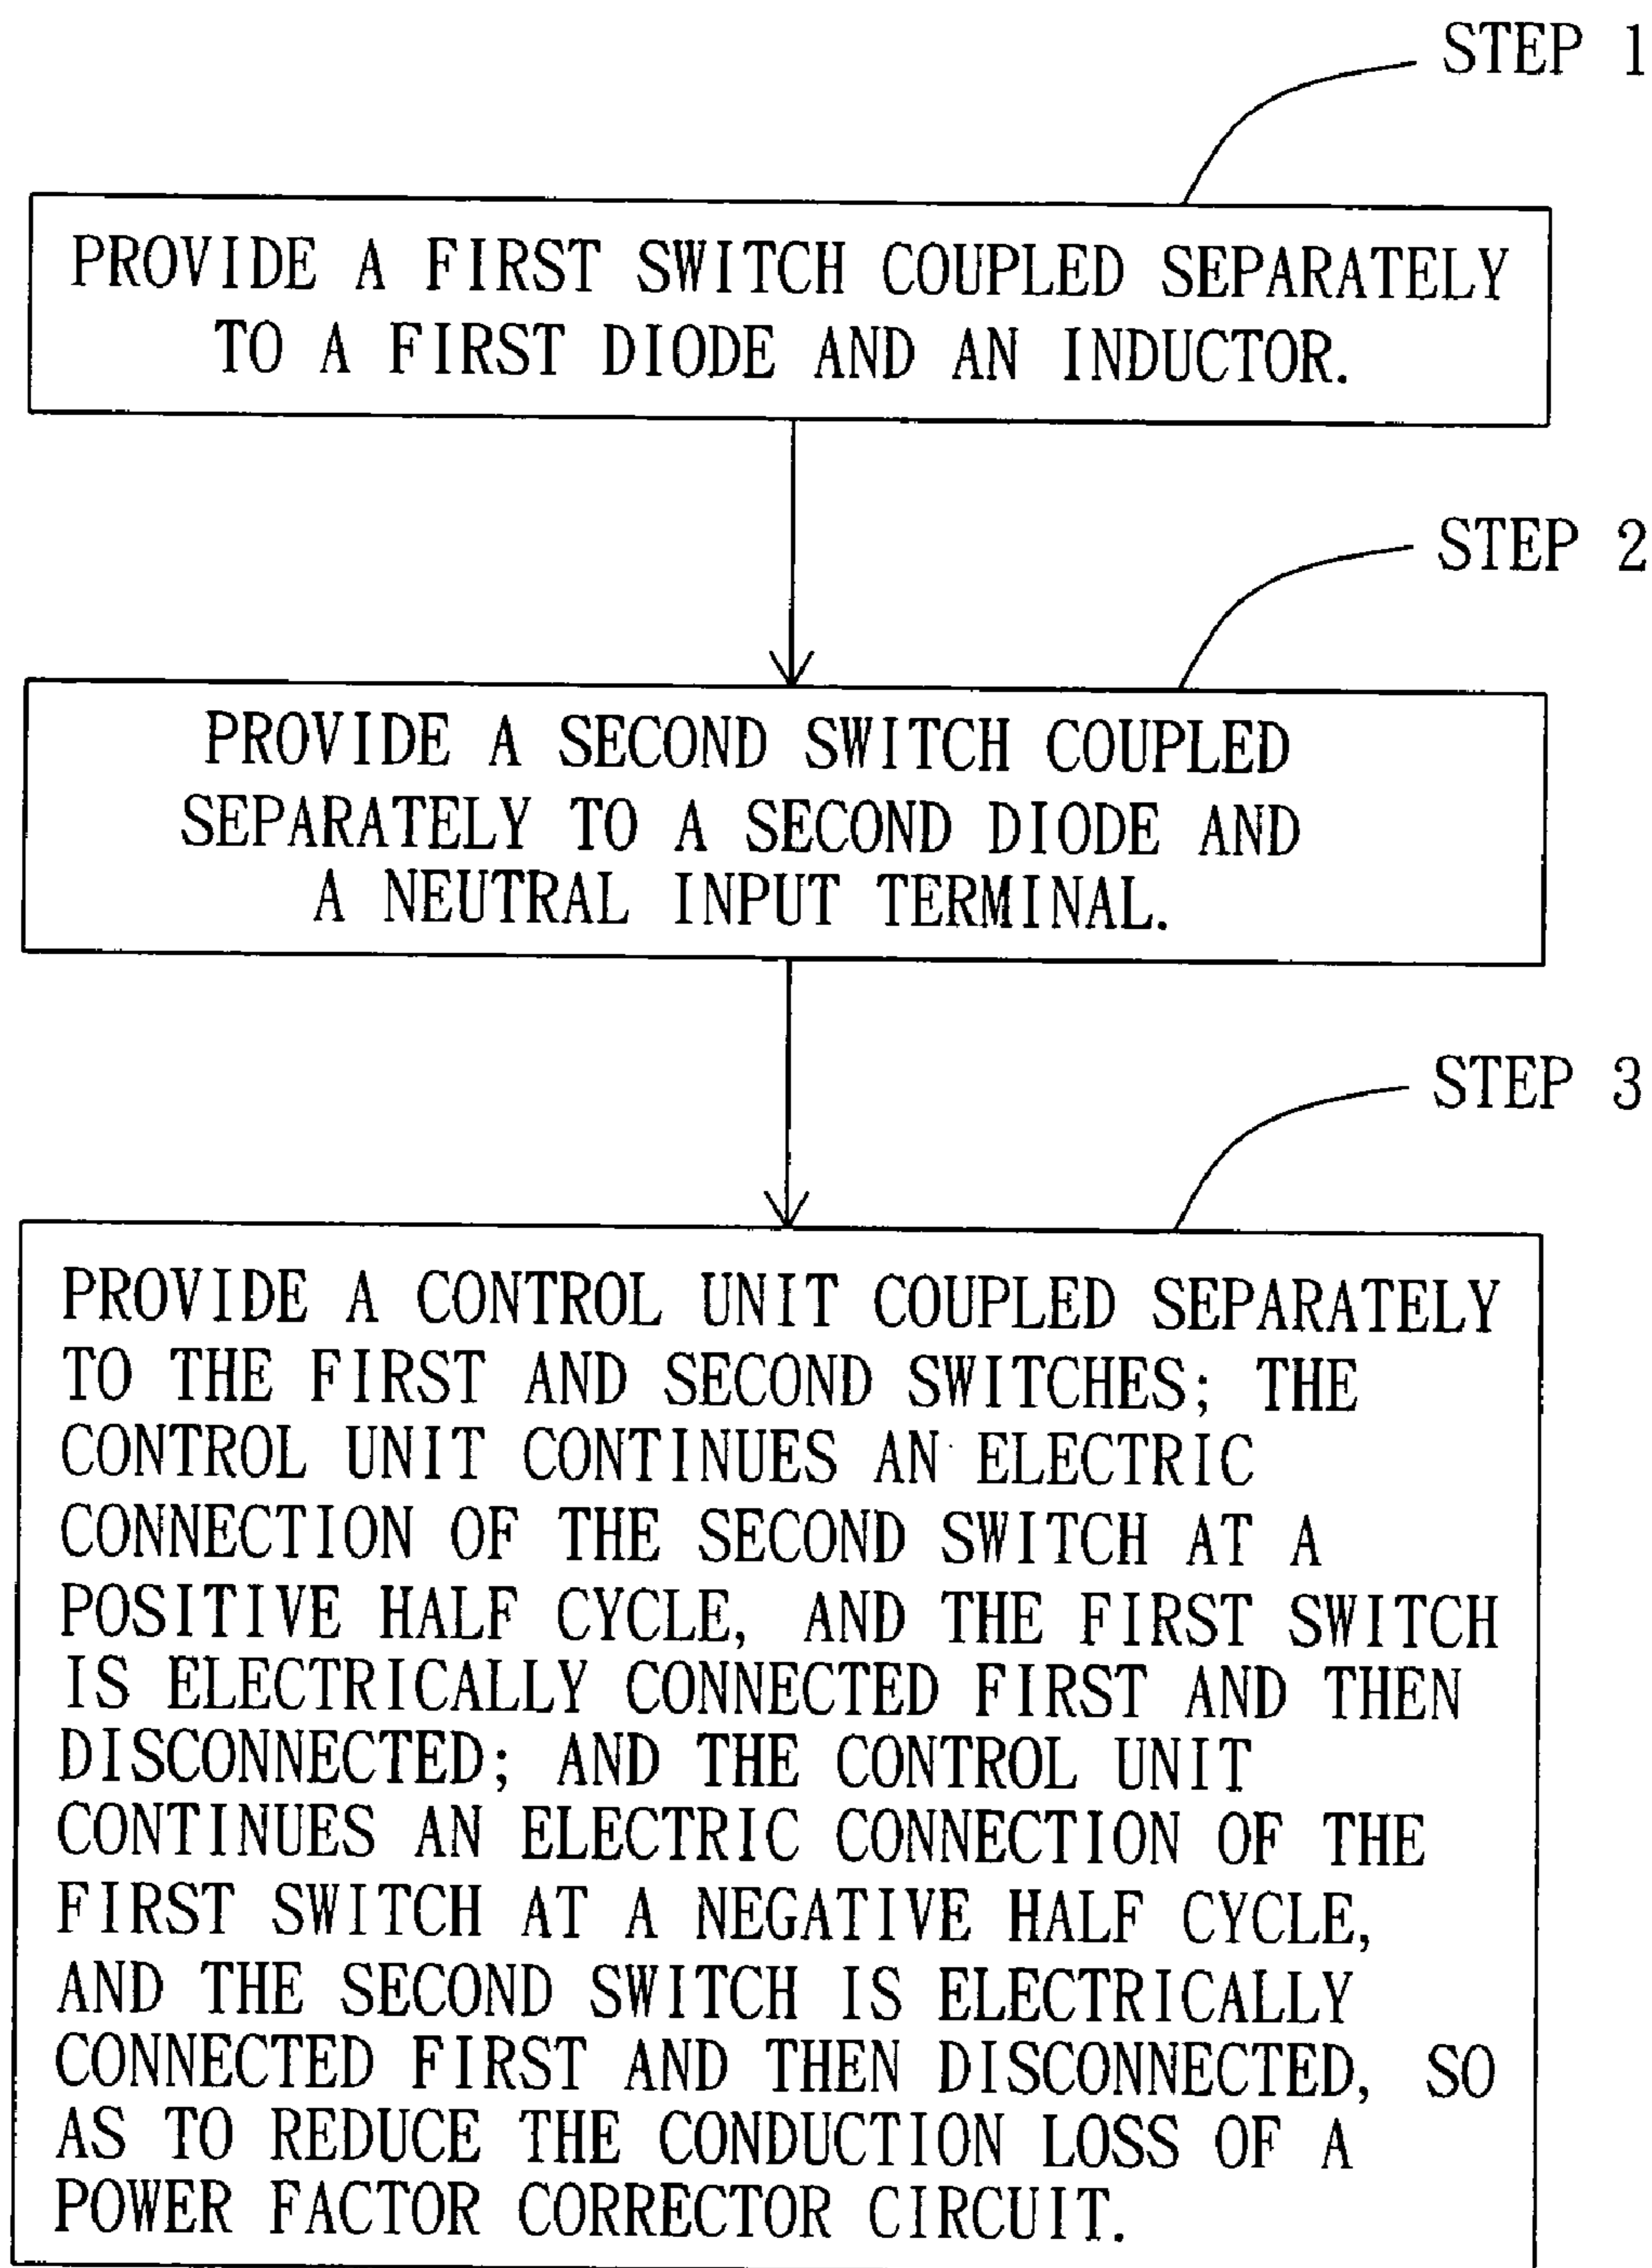 STEP 1
PROVIDE A FIRST SWITCH COUPLED SEPARATELY
TO A FIRST DIODE AND AN INDUCTOR.
STEP 2
PROVIDE A SECOND SWITCH COUPLED
SEPARATELY TO A SECOND DIODE AND
A NEUTRAL INPUT TERMINAL.
STEP 3
PROVIDE A CONTROL UNIT COUPLED SEPARATELY
TO THE FIRST AND SECOND SWITCHES; THE
CONTROL UNIT CONTINUES AN ELECTRIC
CONNECTION OF THE SECOND SWITCH AT A
POSITIVE HALF CYCLE, AND THE FIRST SWITCH
IS ELECTRICALLY CONNECTED FIRST AND THEN
DISCONNECTED; AND THE CONTROL UNIT
CONTINUES AN ELECTRIC CONNECTION OF THE
FIRST SWITCH AT A NEGATIVE HALF CYCLE,
AND THE SECOND SWITCH IS ELECTRICALLY
CONNECTED FIRST AND THEN DISCONNECTED, SO
AS TO REDUCE THE CONDUCTION LOSS OF A
POWER FACTOR CORRECTOR CIRCUIT.